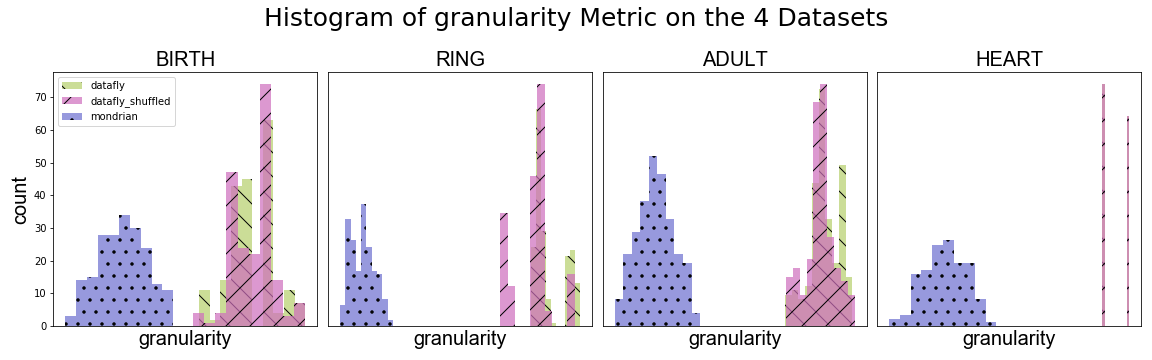 Histogram of granularity Metric on the 4 Datasets
BIRTH
RING
ADULT
HEART
datafly
datafly_shuffled
mondrian
70
60
50
40
30
20
10
0
count
granularity
granularity
granularity
granularity